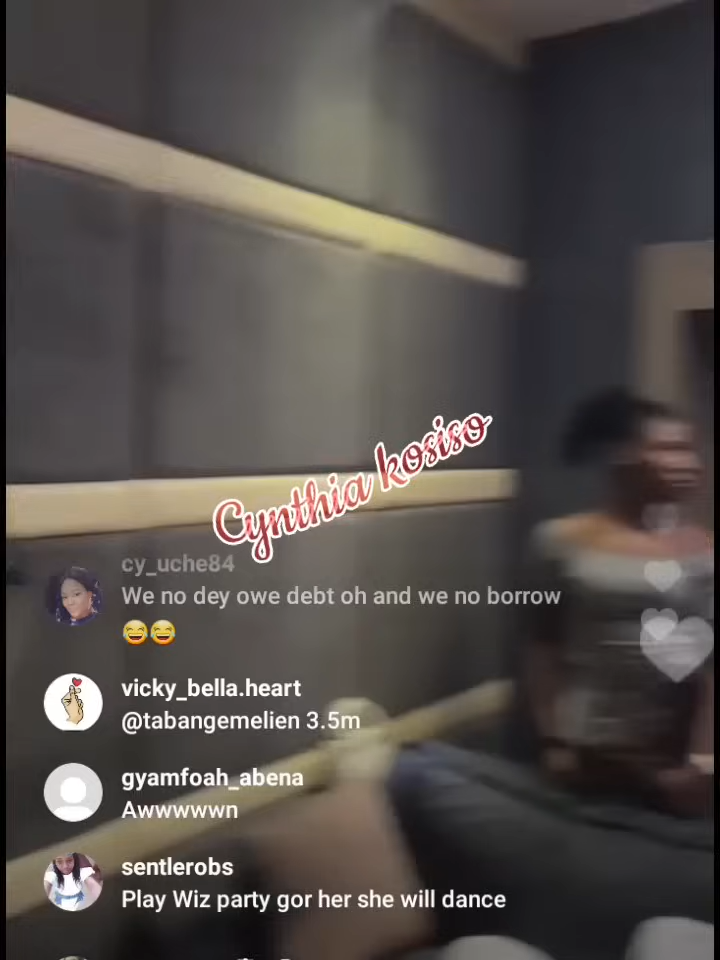 Cynthia kosiso
cy_uche84
We no dey owe debt oh and we no borrow
😂😂
vicky_bella.heart
@tabangemelien 3.5m
gyamfoah_abena
Awwwwwn
sentlerobs
Play Wiz party gor her she will dance